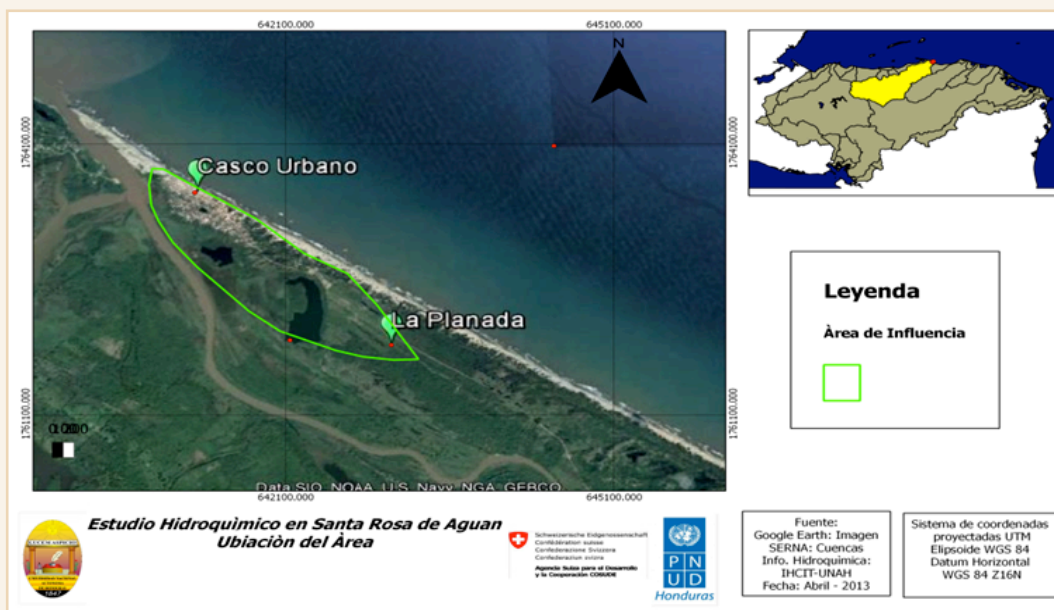 642100.000
645100.000
N
1764100.000
1764100.000
Casco Urbano
La Planada
1761100.000
1761100.000
Data SIO, NOAA, U.S. Navy, NGA, GEBCO
642100.000
645100.000
Leyenda
Àrea de Influencia
Estudio Hidroquìmico en Santa Rosa de Aguan
Ubiaciòn del Àrea
1847
Schweizerische Eidgenossenschaft
Confédération suisse
Confederazione Svizzera
Confederaziun svizra
Agencia Suiza para el Desarrollo
y la Cooperación COSUDE
P N
U D
Honduras
Fuente:
Google Earth: Imagen
SERNA: Cuencas
Info. Hidroquimica:
IHCIT-UNAH
Fecha: Abril - 2013
Sistema de coordenadas
proyectadas UTM
Elipsoide WGS 84
Datum Horizontal
WGS 84 Z16N